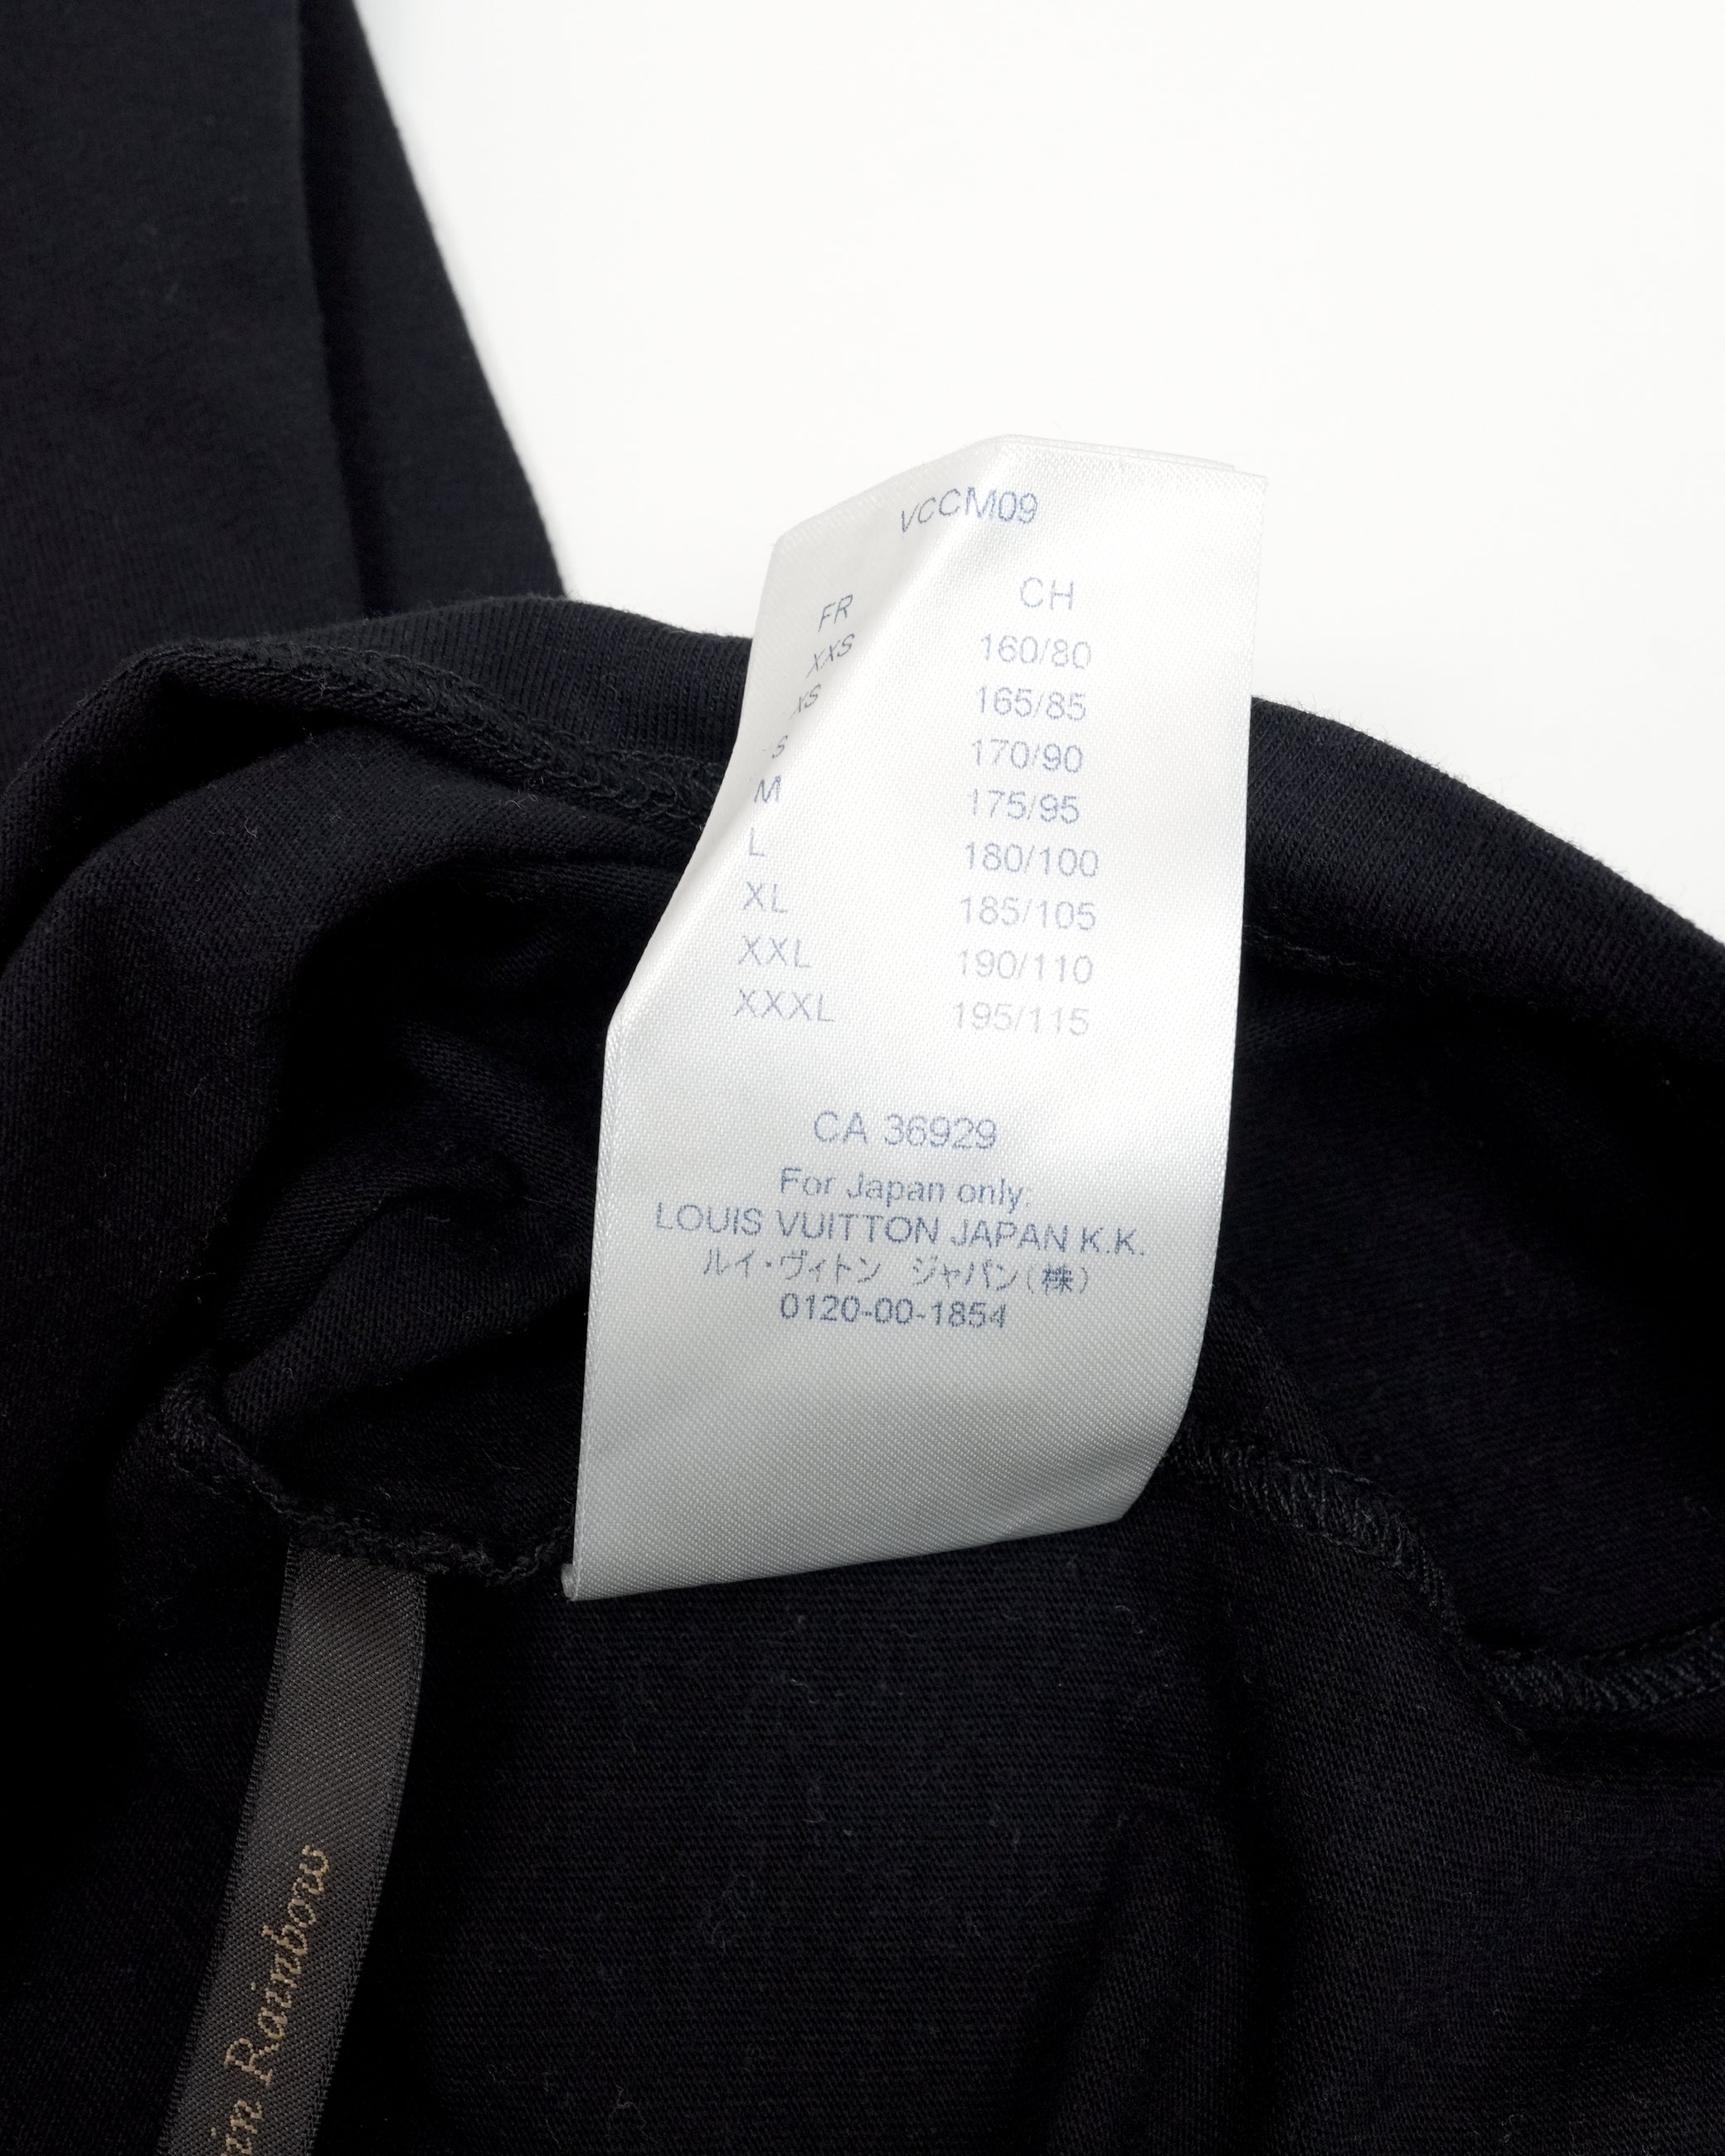 VCCM09
FR CH
XXS 160/80
XS 165/85
S 170/90
M 175/95
L 180/100
XL 185/105
XXL 190/110
XXXL 195/115
CA 36929
For Japan only:
LOUIS VUITTON JAPAN K.K.
ルイ・ヴィトン ジャパン(株)
0120-00-1854
in Rainbow